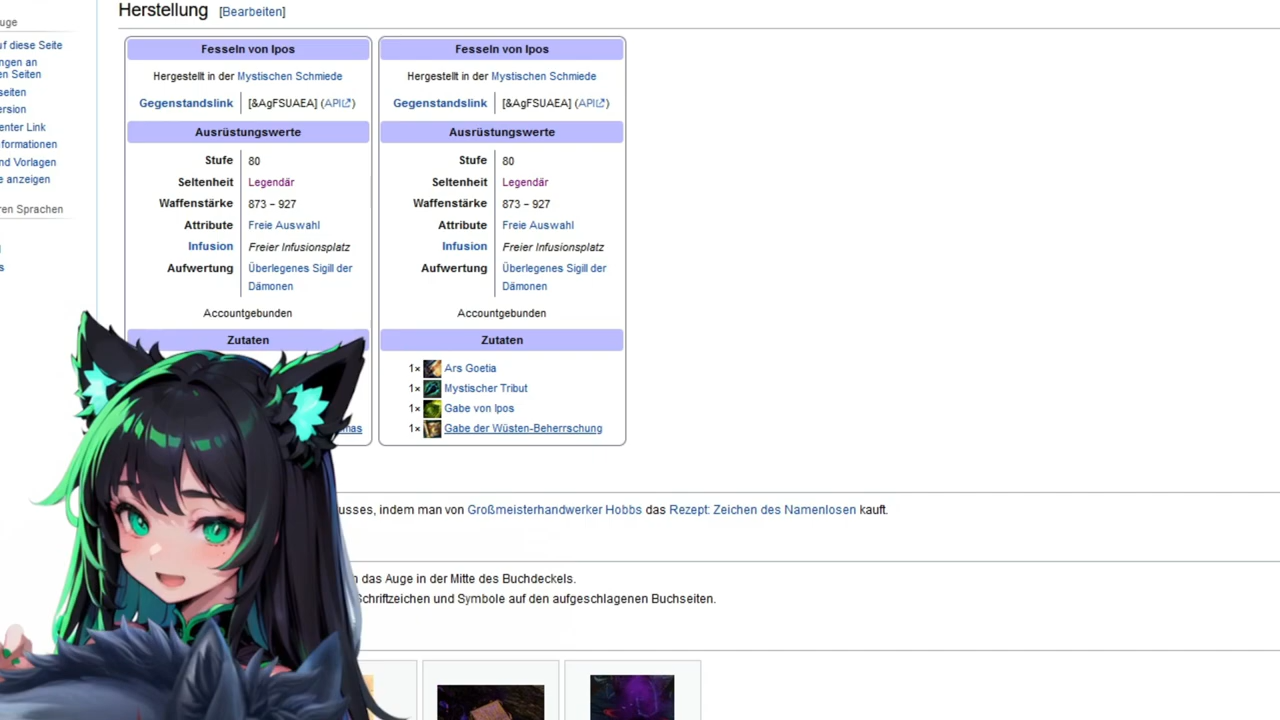 Herstellung [Bearbeiten]
uge
uf diese Seite
ngen an
en Seiten
seiten
ersion
enter Link
formationen
nd Vorlagen
e anzeigen
ren Sprachen
s
Fesseln von Ipos
Hergestellt in der Mystischen Schmiede
Gegenstandslink [&AgFSUAEA] (API)
Ausrüstungswerte
Stufe 80
Seltenheit Legendär
Waffenstärke 873 – 927
Attribute Freie Auswahl
Infusion Freier Infusionsplatz
Aufwertung Überlegenes Sigill der
Dämonen
Accountgebunden
Zutaten
mas
Fesseln von Ipos
Hergestellt in der Mystischen Schmiede
Gegenstandslink [&AgFSUAEA] (API)
Ausrüstungswerte
Stufe 80
Seltenheit Legendär
Waffenstärke 873 – 927
Attribute Freie Auswahl
Infusion Freier Infusionsplatz
Aufwertung Überlegenes Sigill der
Dämonen
Accountgebunden
Zutaten
1× Ars Goetia
1× Mystischer Tribut
1× Gabe von Ipos
1× Gabe der Wüsten-Beherrschung
usses, indem man von Großmeisterhandwerker Hobbs das Rezept: Zeichen des Namenlosen kauft.
das Auge in der Mitte des Buchdeckels.
Schriftzeichen und Symbole auf den aufgeschlagenen Buchseiten.